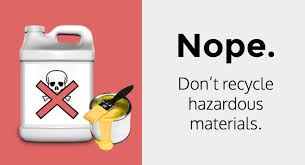 Nope.
Don't recycle
hazardous
materials.